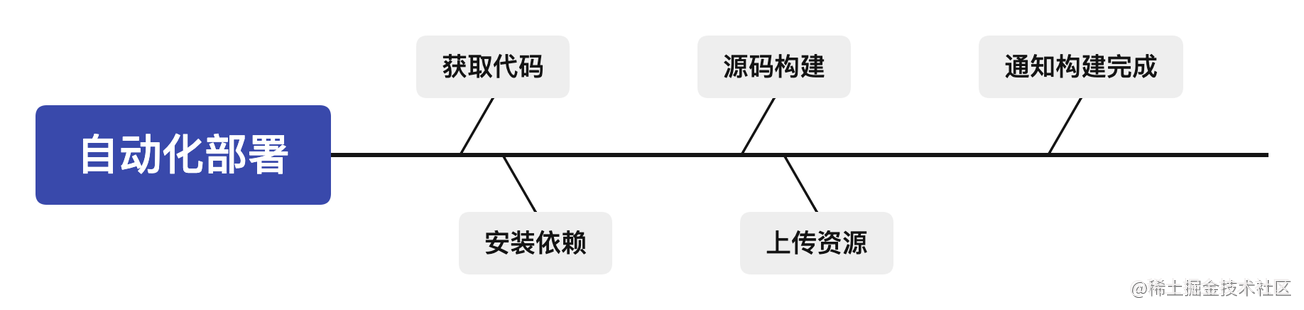 获取代码
源码构建
通知构建完成
自动化部署
安装依赖
上传资源
@稀土掘金技术社区